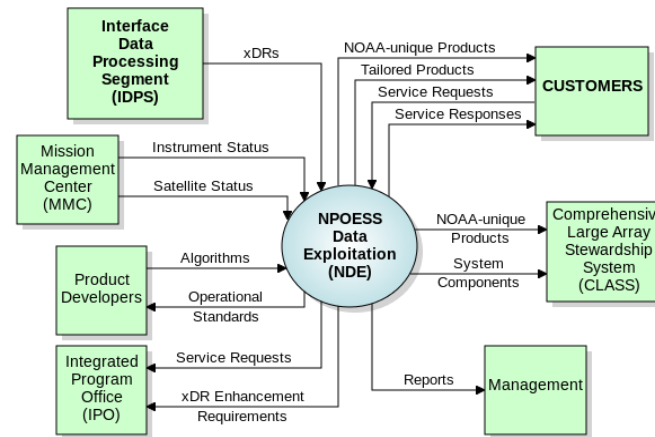 Interface
Data
Processing
Segment
(IDPS)
xDRs
NOAA-unique Products
Tailored Products
Service Requests
Service Responses
CUSTOMERS
Mission
Management
Center
(MMC)
Instrument Status
Satellite Status
NPOESS
Data
Exploitation
(NDE)
NOAA-unique
Products
System
Components
Comprehensive
Large Array
Stewardship
System
(CLASS)
Product
Developers
Algorithms
Operational
Standards
Integrated
Program
Office
(IPO)
Service Requests
xDR Enhancement
Requirements
Reports
Management